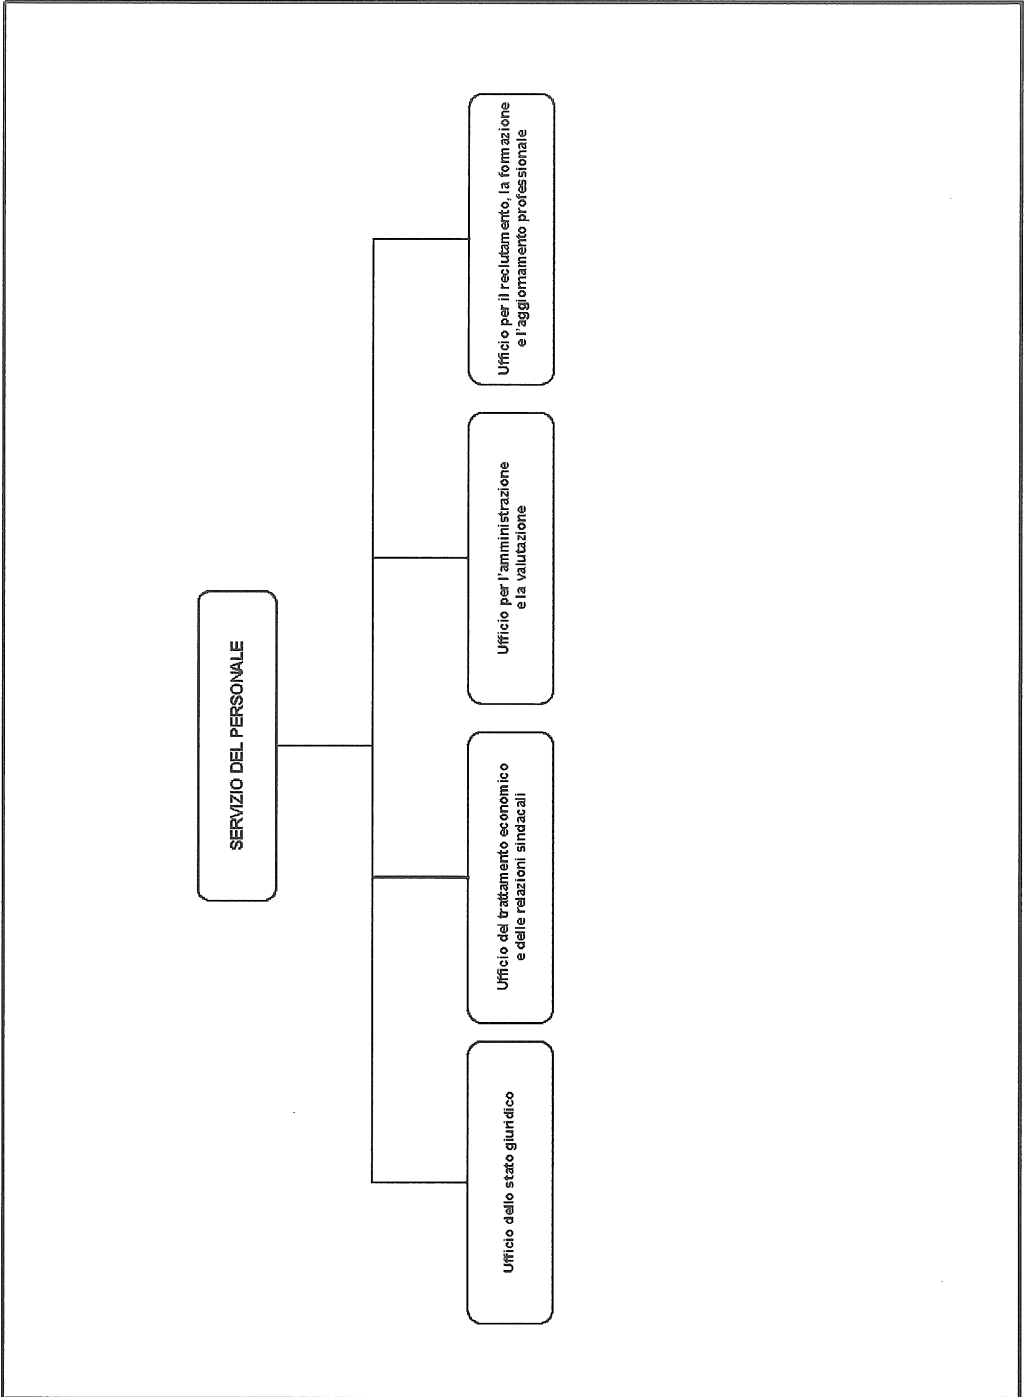 SERVIZIO DEL PERSONALE
Ufficio dello stato giuridico
Ufficio del trattamento economico
e delle relazioni sindacali
Ufficio per l'amministrazione
e la valutazione
Ufficio per il reclutamento, la formazione
e l'aggiornamento professionale